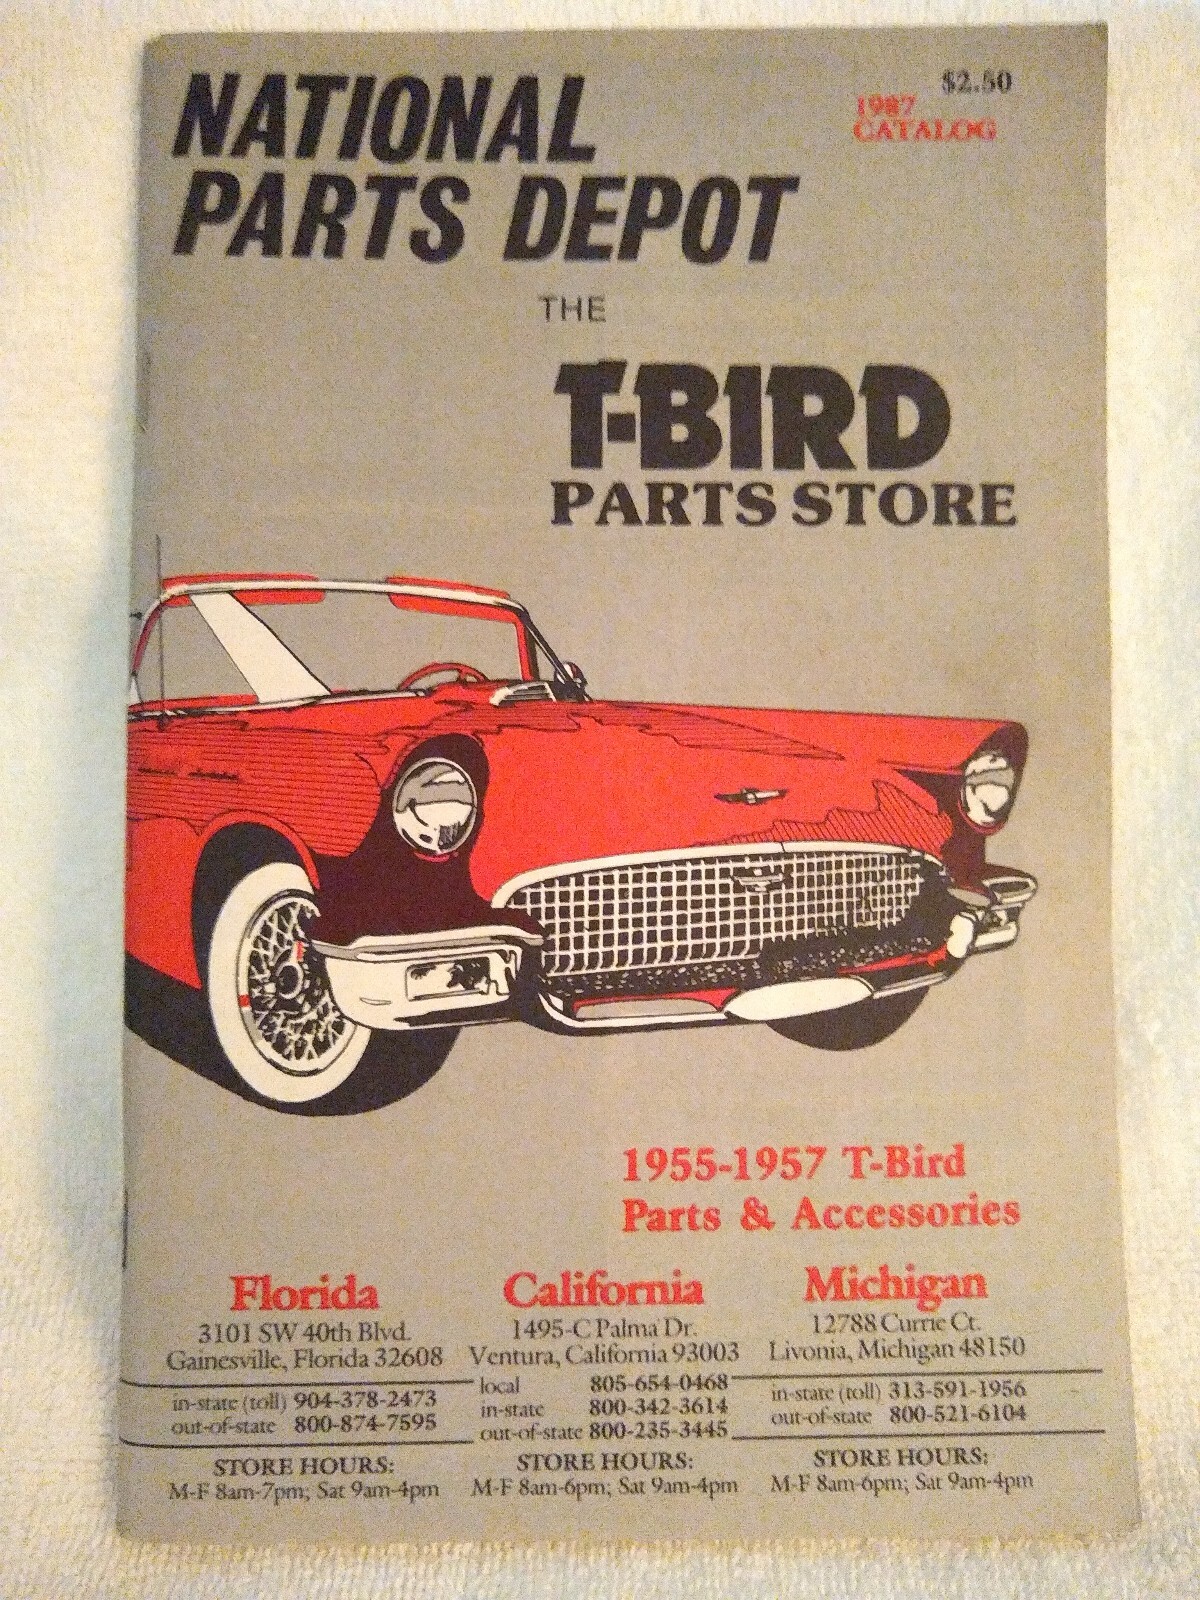 NATIONAL
PARTS DEPOT
$2.50
1987
CATALOG
THE
T-BIRD
PARTS STORE
1955-1957 T-Bird
Parts & Accessories
Florida
3101 SW 40th Blvd.
Gainesville, Florida 32608
in-state (toll) 904-378-2473
out-of-state 800-874-7595
STORE HOURS:
M-F 8am-7pm; Sat 9am-4pm
California
1495-C Palma Dr.
Ventura, California 93003
local 805-654-0468
in-state 800-342-3614
out-of-state 800-235-3445
STORE HOURS:
M-F 8am-6pm; Sat 9am-4pm
Michigan
12788 Currie Ct.
Livonia, Michigan 48150
in-state (toll) 313-591-1956
out-of-state 800-521-6104
STORE HOURS:
M-F 8am-6pm; Sat 9am-4pm